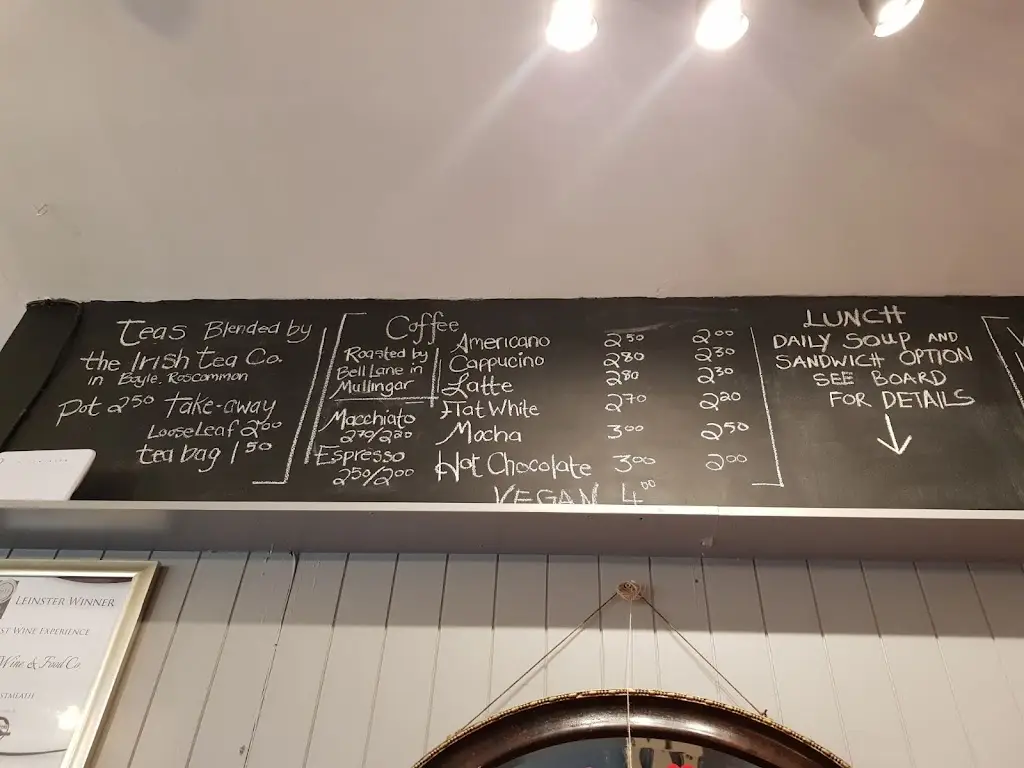 Teas Blended by
the Irish Tea Co.
in Boyle, Roscommon
Pot 2.50 Take-away
Loose Leaf 2.00
tea bag 1.50
Coffee
Roasted by
Bell Lane in
Mullingar
Macchiato
2.70/2.20
Espresso
2.50/2.00
Americano 2.50 2.00
Cappucino 2.80 2.30
Latte 2.80 2.30
Flat White 2.70 2.20
Mocha 3.00 2.50
Hot Chocolate 3.00 2.00
VEGAN 4.00
LUNCH
DAILY SOUP AND
SANDWICH OPTION
SEE BOARD
FOR DETAILS
LEINSTER WINNER
WINE EXPERIENCE
Wine & Food Co